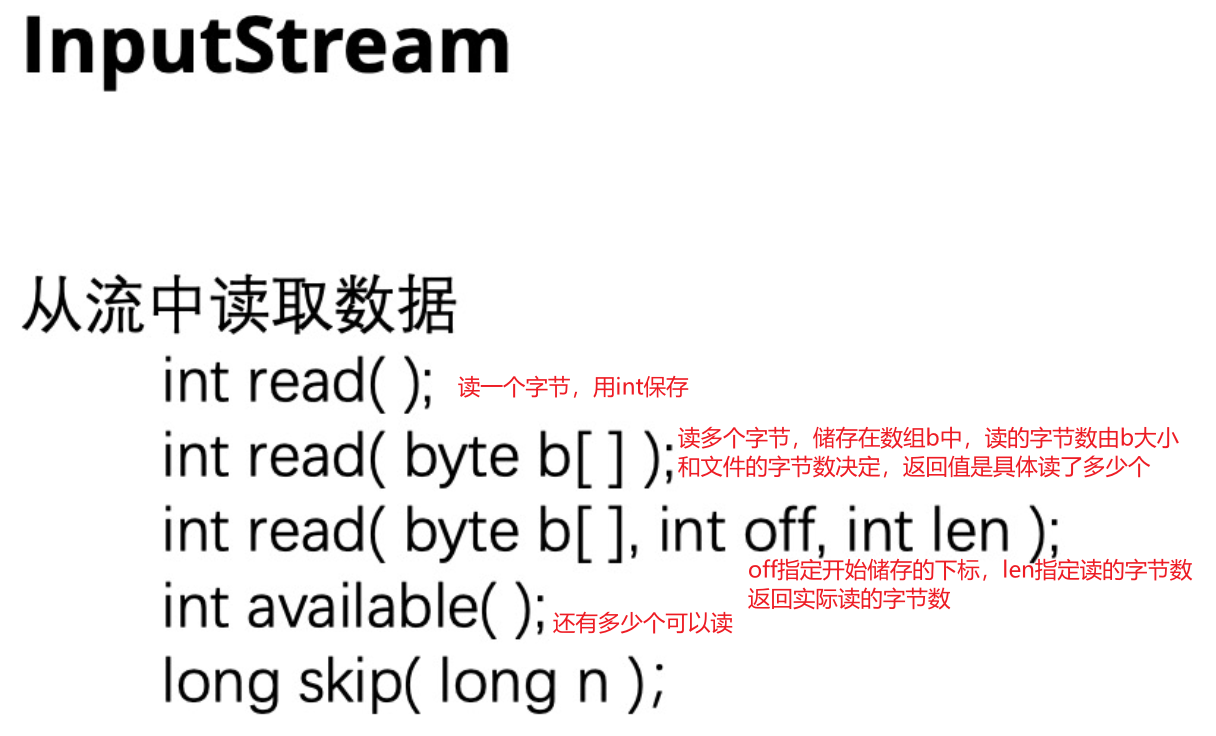 InputStream
从流中读取数据
int read( );
读一个字节，用int保存
int read( byte b[ ] );
读多个字节，储存在数组b中，读的字节数由b大小
和文件的字节数决定，返回值是具体读了多少个
int read( byte b[ ], int off, int len );
off指定开始储存的下标，len指定读的字节数
返回实际读的字节数
int available( );
还有多少个可以读
long skip( long n );